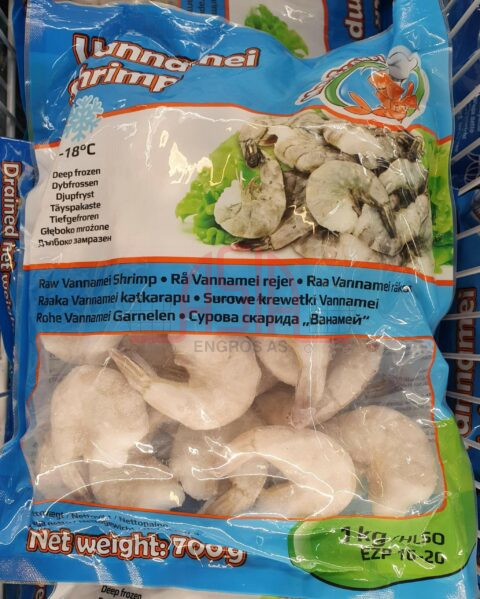 Vannamei
shrimp
-18°C
Deep frozen
Dybfrossen
Djupfryst
Täyspakaste
Tiefgefroren
Głęboko mrożone
Дълбоко замразен
Raw Vannamei Shrimp • Rå Vannamei rejer • Raa Vannamei räkor
Raaka Vannamei katkarapu • Surowe krewetki Vannamei
Rohe Vannamei Garnelen • Сурова скарида „Ванамей“
ENGROS AS
Net weight: 700g
1 kg/HLSO
EZP 16-20
Drained net weight
Vannamei
Deep frozen